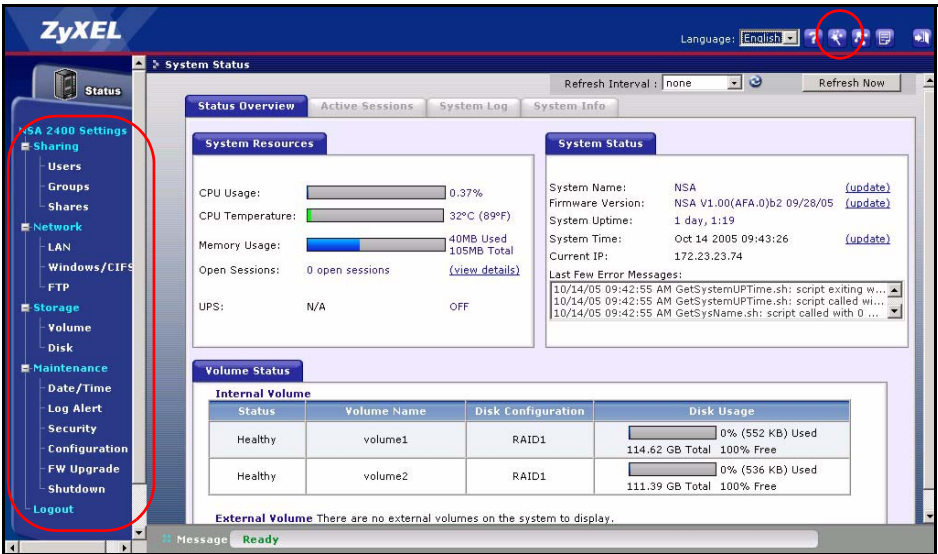 ZyXEL
Language: English
Status
System Status
Refresh Interval : none
Refresh Now
Status Overview
Active Sessions
System Log
System Info
NSA 2400 Settings
Sharing
Users
Groups
Shares
Network
LAN
Windows/CIFS
FTP
Storage
Volume
Disk
Maintenance
Date/Time
Log Alert
Security
Configuration
FW Upgrade
Shutdown
Logout
System Resources
CPU Usage: 0.37%
CPU Temperature: 32°C (89°F)
Memory Usage: 40MB Used
105MB Total
Open Sessions: 0 open sessions (view details)
UPS: N/A OFF
System Status
System Name: NSA (update)
Firmware Version: NSA V1.00(AFA.0)b2 09/28/05 (update)
System Uptime: 1 day, 1:19
System Time: Oct 14 2005 09:43:26 (update)
Current IP: 172.23.23.74
Last Few Error Messages:
10/14/05 09:42:55 AM GetSystemUPTime.sh: script exiting w...
10/14/05 09:42:55 AM GetSystemUPTime.sh: script called wi...
10/14/05 09:42:55 AM GetSysName.sh: script called with 0 ...
Volume Status
Internal Volume
Status Volume Name Disk Configuration Disk Usage
Healthy volume1 RAID1 0% (552 KB) Used
114.62 GB Total 100% Free
Healthy volume2 RAID1 0% (536 KB) Used
111.39 GB Total 100% Free
External Volume There are no external volumes on the system to display.
Message Ready